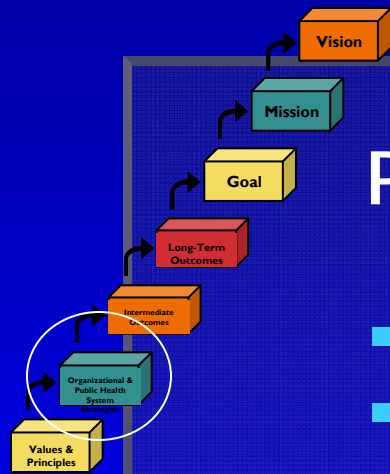 Vision
Mission
P
Goal
Long-Term
Outcomes
Intermediate
Outcomes
Organizational &
Public Health
System
Strategies
Values &
Principles